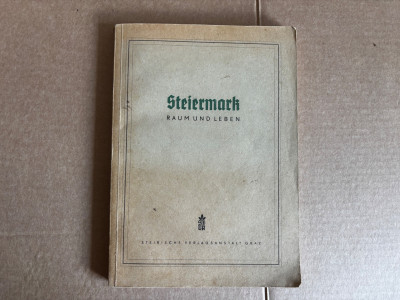 Steiermark
RAUM UND LEBEN
STEIRISCHE VERLAGSANSTALT GRAZ